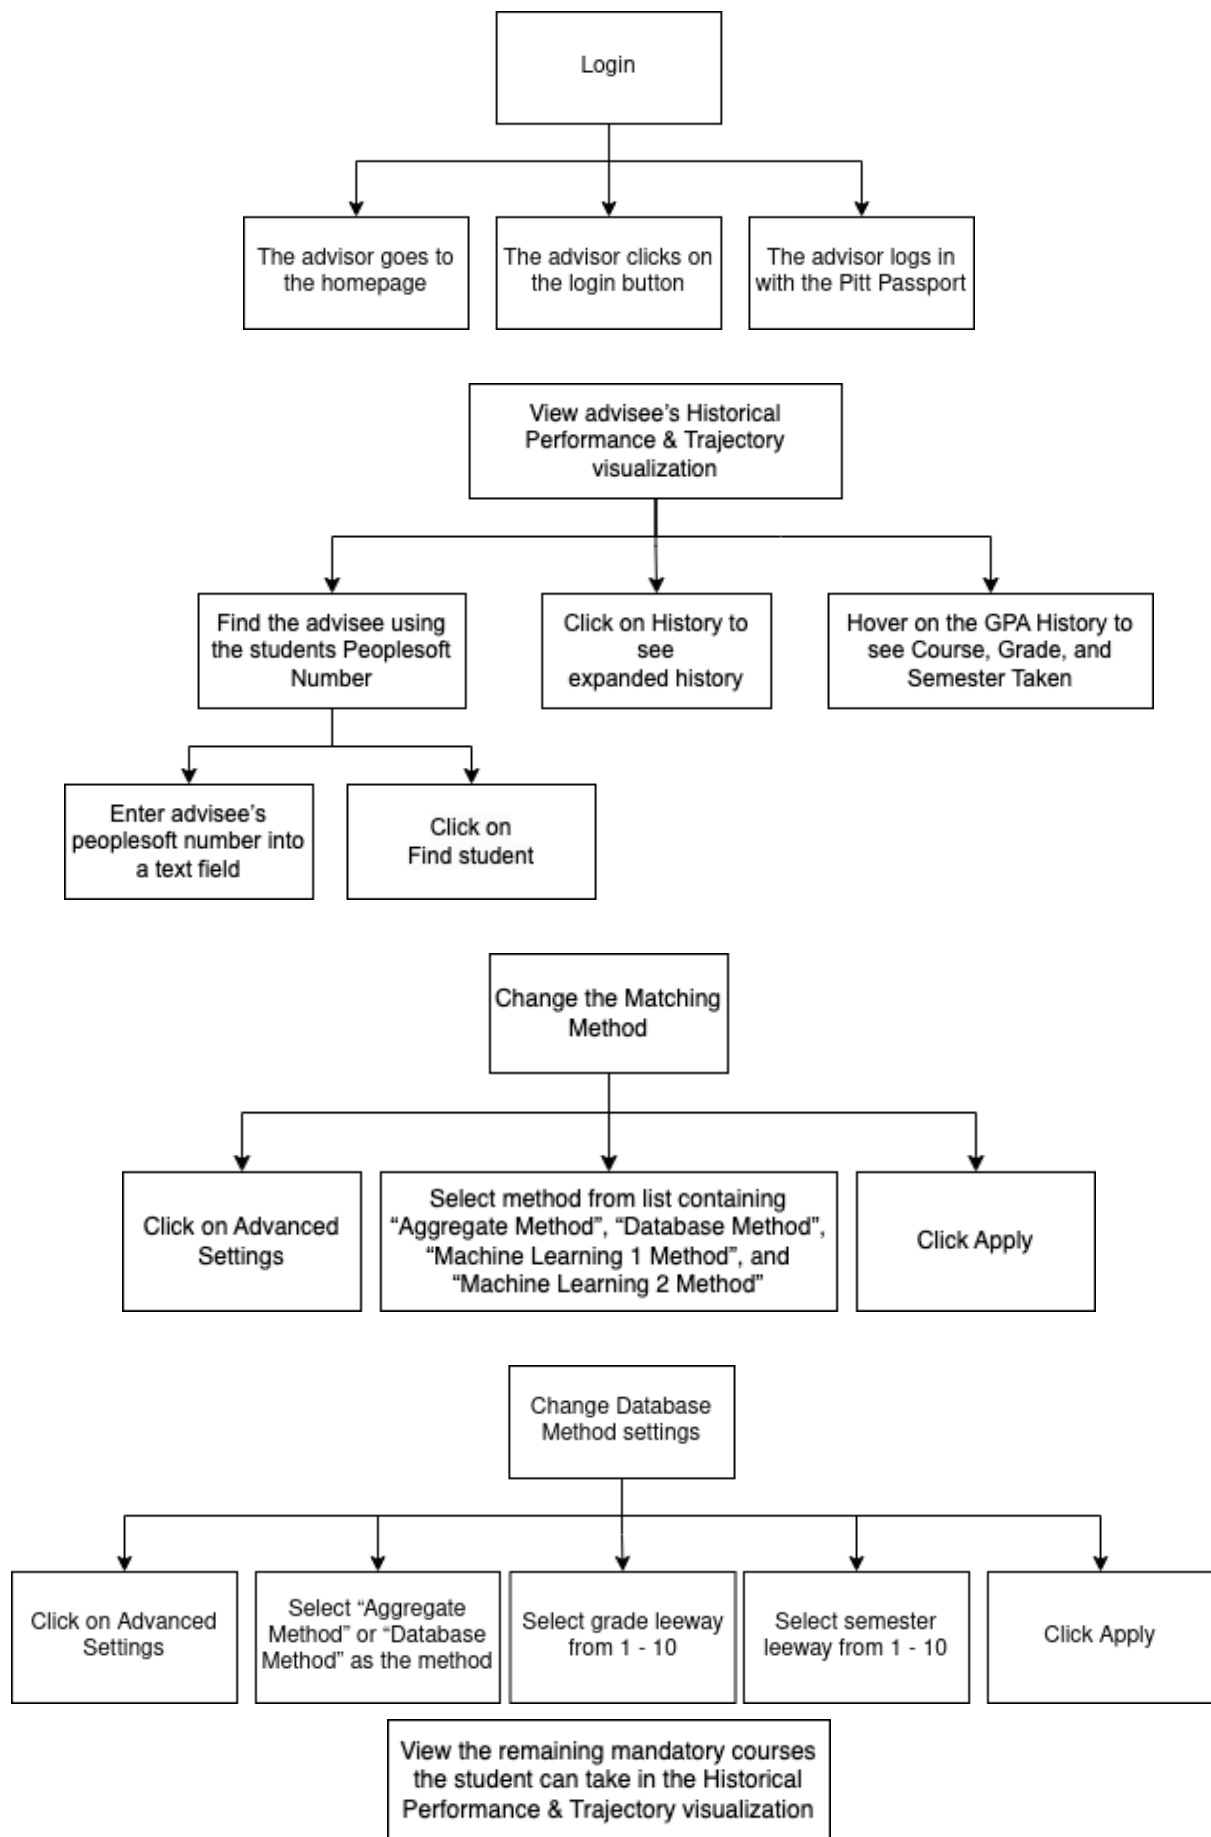 Login
The advisor goes to
the homepage
The advisor clicks on
the login button
The advisor logs in
with the Pitt Passport
View advisee’s Historical
Performance & Trajectory
visualization
Find the advisee using
the students Peoplesoft
Number
Click on History to
see
expanded history
Hover on the GPA History to
see Course, Grade, and
Semester Taken
Enter advisee’s
peoplesoft number into
a text field
Click on
Find student
Change the Matching
Method
Click on Advanced
Settings
Select method from list containing
“Aggregate Method”, “Database Method”,
“Machine Learning 1 Method”, and
“Machine Learning 2 Method”
Click Apply
Change Database
Method settings
Click on Advanced
Settings
Select “Aggregate
Method” or “Database
Method” as the method
Select grade leeway
from 1 - 10
Select semester
leeway from 1 - 10
Click Apply
View the remaining mandatory courses
the student can take in the Historical
Performance & Trajectory visualization